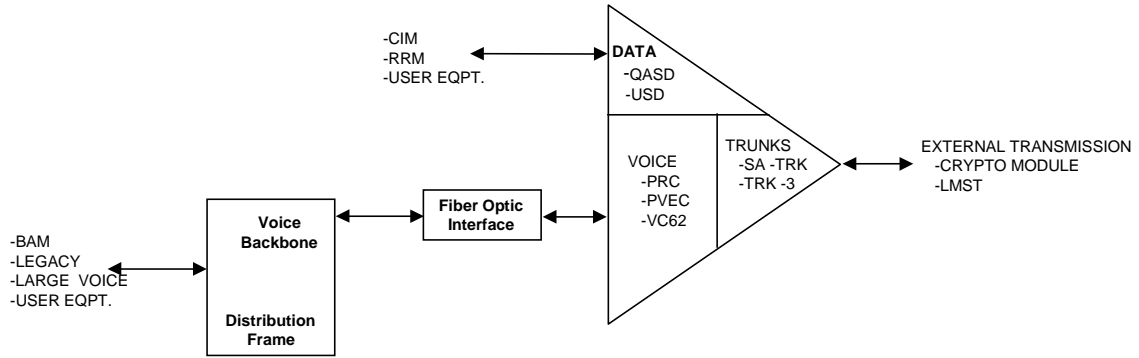 -CIM
-RRM
-USER EQPT.
DATA
-QASD
-USD
VOICE
-PRC
-PVEC
-VC62
TRUNKS
-SA -TRK
-TRK -3
EXTERNAL TRANSMISSION
-CRYPTO MODULE
-LMST
Fiber Optic
Interface
Voice
Backbone
Distribution
Frame
-BAM
-LEGACY
-LARGE VOICE
-USER EQPT.